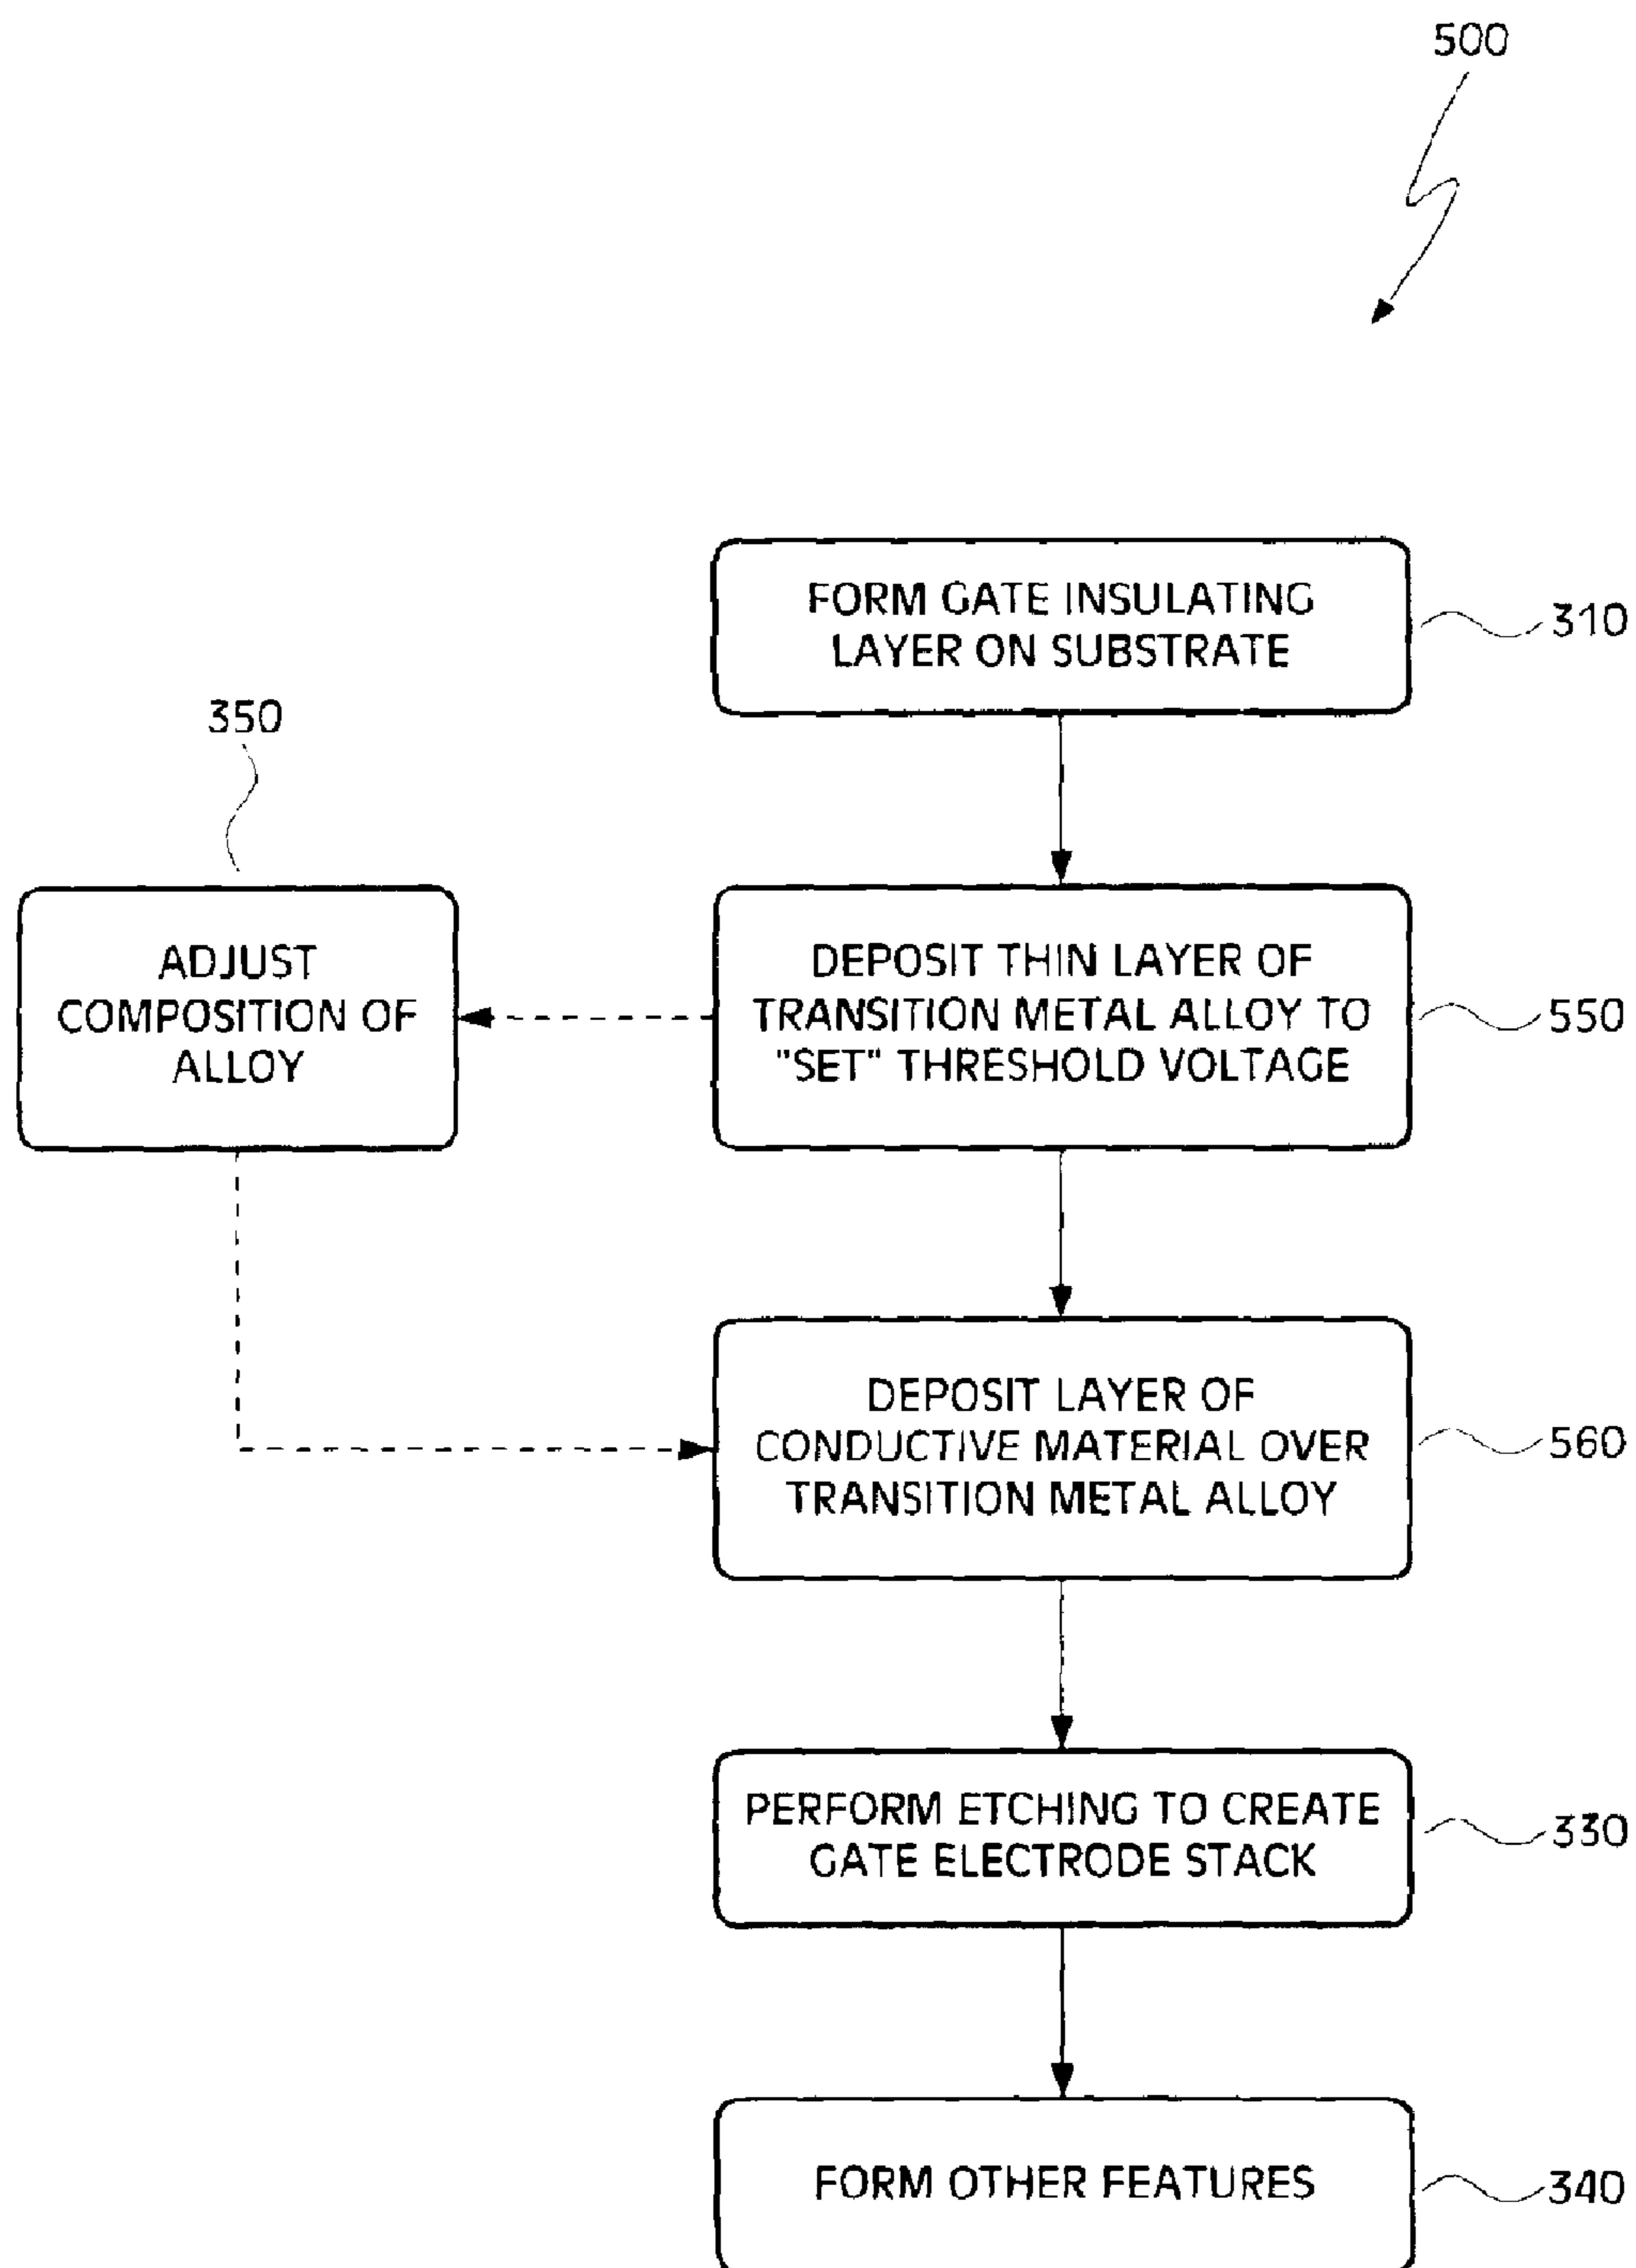 500
FORM GATE INSULATING
LAYER ON SUBSTRATE
310
350
ADJUST
COMPOSITION OF
ALLOY
DEPOSIT THIN LAYER OF
TRANSITION METAL ALLOY TO
"SET" THRESHOLD VOLTAGE
550
DEPOSIT LAYER OF
CONDUCTIVE MATERIAL OVER
TRANSITION METAL ALLOY
560
PERFORM ETCHING TO CREATE
GATE ELECTRODE STACK
330
FORM OTHER FEATURES
340